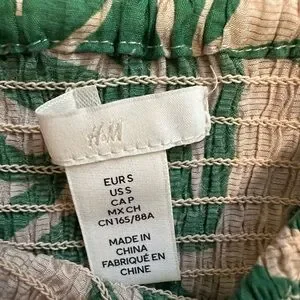 H&M
EUR S
US S
CA P
MX CH
CN 165/88A
MADE IN
CHINA
FABRIQUÉ EN
CHINE